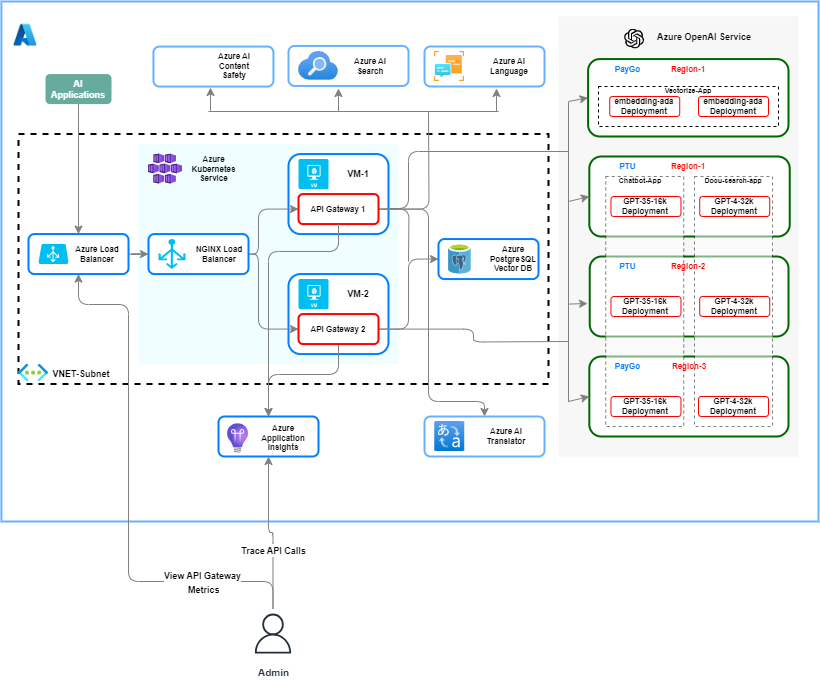 Azure AI
Content
Safety
Azure AI
Search
Azure AI
Language
Azure OpenAI Service
AI
Applications
PayGo
Region-1
Vectorize-App
embedding-ada
Deployment
embedding-ada
Deployment
Azure
Kubernetes
Service
VM
VM-1
API Gateway 1
PTU
Region-1
Chatbot-App
Docu-search-app
GPT-35-16k
Deployment
GPT-4-32k
Deployment
Azure Load
Balancer
NGINX Load
Balancer
Azure
PostgreSQL
Vector DB
VM
VM-2
API Gateway 2
PTU
Region-2
GPT-35-16k
Deployment
GPT-4-32k
Deployment
VNET-Subnet
PayGo
Region-3
GPT-35-16k
Deployment
GPT-4-32k
Deployment
Azure
Application
Insights
あ
a
Azure AI
Translator
Trace API Calls
View API Gateway
Metrics
Admin